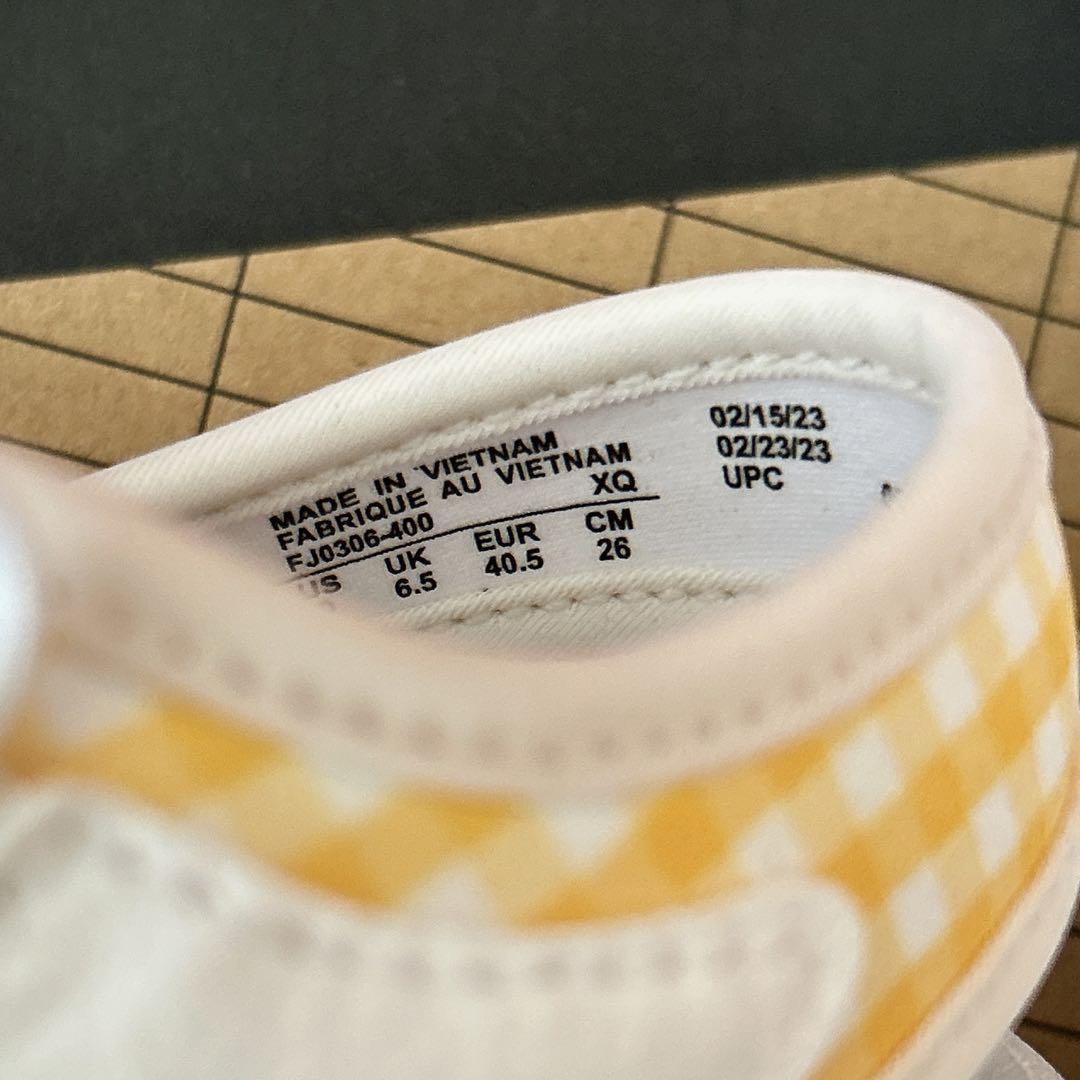 MADE IN VIETNAM
FABRIQUE AU VIETNAM
FJ0306-400 XQ
US UK EUR CM
6.5 40.5 26
02/15/23
02/23/23
UPC